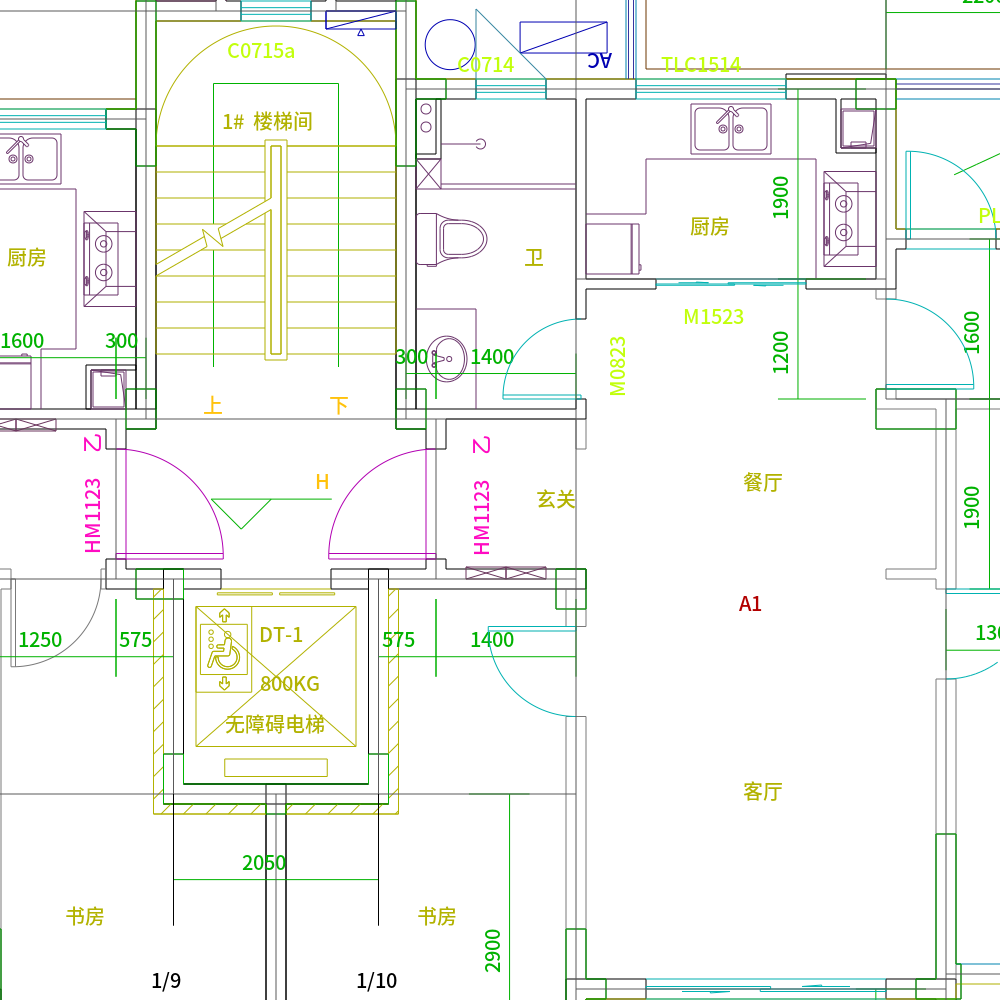 2200
C0715a
C0714
AC
TLC1514
1# 楼梯间
1900
厨房
PL
厨房
卫
M1523
1600
300
300
1400
M0823
1200
1600
上
下
乙
HM1123
H
乙
HM1123
玄关
餐厅
1900
A1
1250
575
DT-1
575
1400
130
800KG
无障碍电梯
客厅
2050
书房
书房
2900
1/9
1/10